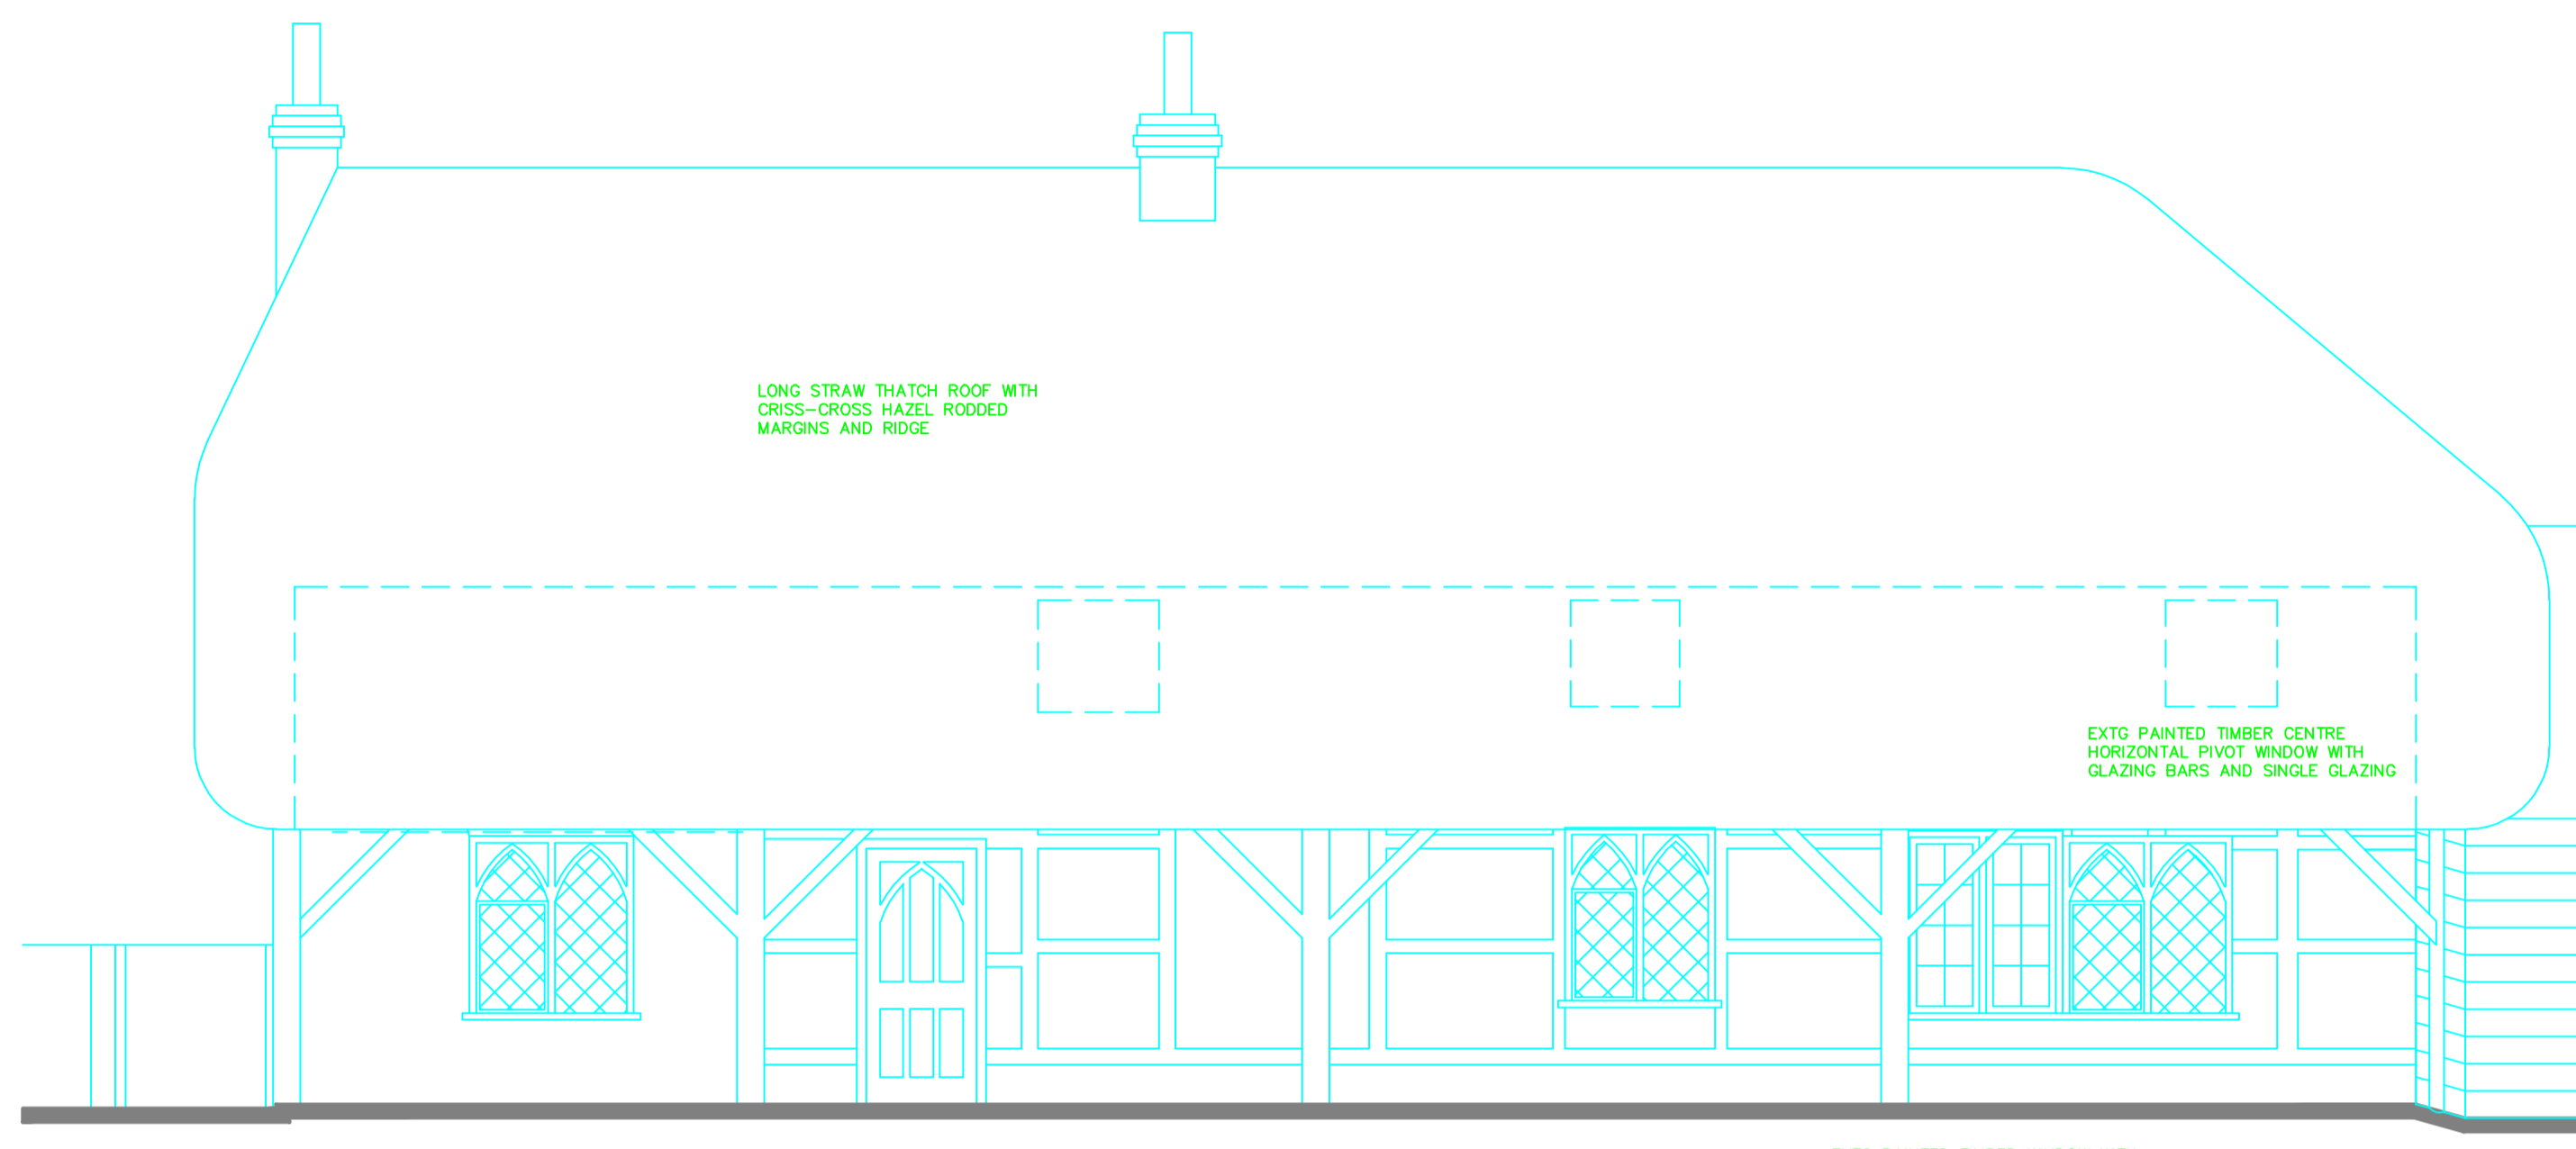 LONG STRAW THATCH ROOF WITH
CRISS-CROSS HAZEL RODDED
MARGINS AND RIDGE
EXTG PAINTED TIMBER CENTRE
HORIZONTAL PIVOT WINDOW WITH
GLAZING BARS AND SINGLE GLAZING